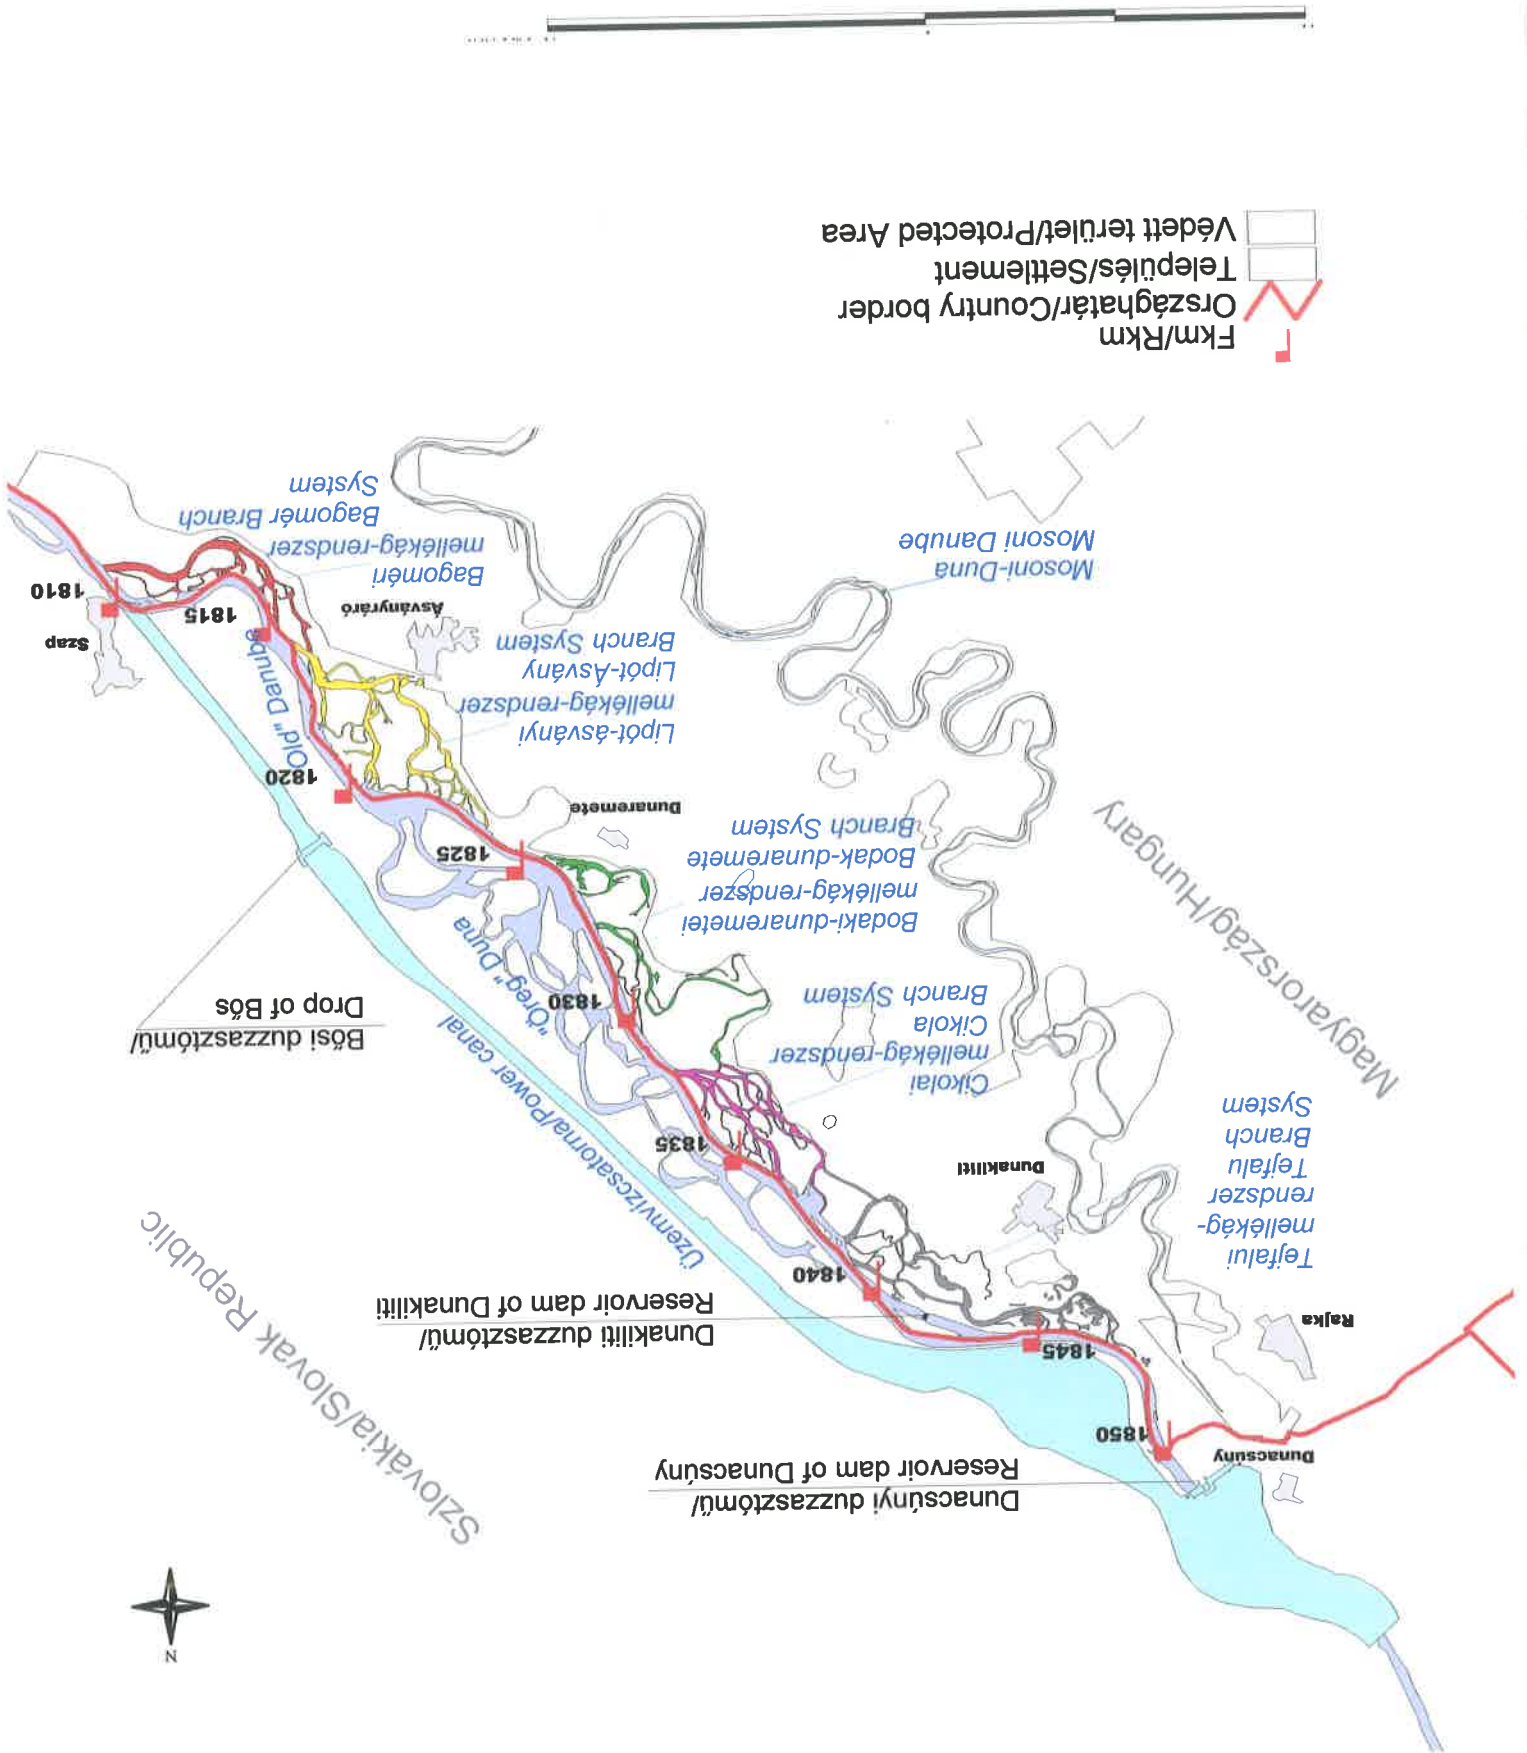 N
Szlovákia/Slovak Republic
Dunacsúnyi duzzasztómű/
Reservoir dam of Dunacsúny
Dunacsúny
1850
Rajka
1845
Dunakiliti duzzasztómű/
Reservoir dam of Dunakiliti
1840
Tejfalui
mellékág-
rendszer
Tejfalu
Branch
System
Üzemvízcsatorna/Power canal
Dunakiliti
1835
Magyarország/Hungary
Cikolai
mellékág-rendszer
Cikola
Branch System
Bősi duzzasztómű/
Drop of Bős
1830
"Öreg" Duna
Bodaki-dunaremetei
mellékág-rendszer
Bodak-dunaremete
Branch System
1825
Dunaremete
1820
"Old" Danube
Lipót-ásványi
mellékág-rendszer
Lipót-Ásvány
Branch System
Szap
1815
Ásványráró
1810
Bagoméri
mellékág-rendszer
Bagomér Branch
System
Mosoni-Duna
Mosoni Danube
Fkm/Rkm
Országhatár/Country border
Település/Settlement
Védett terület/Protected Area